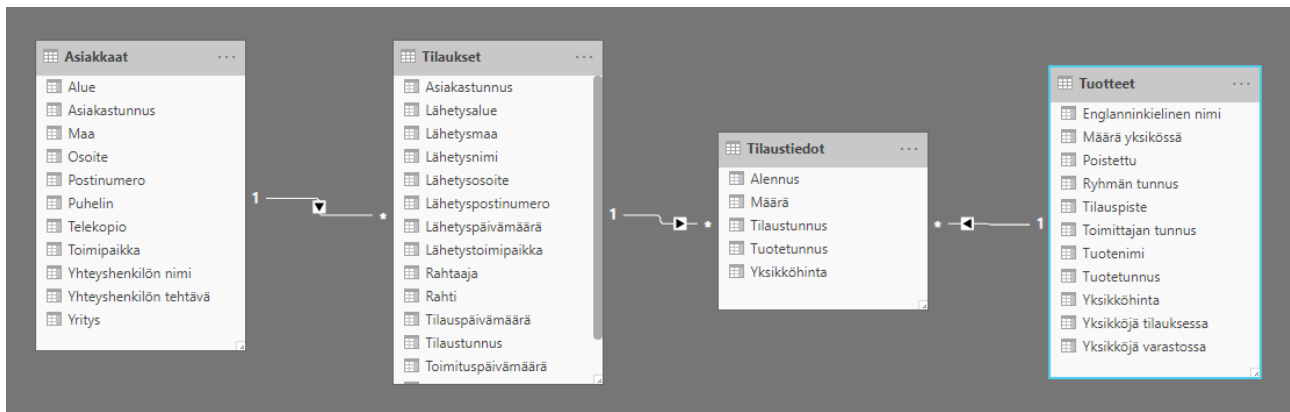 Asiakkaat ...
Alue
Asiakastunnus
Maa
Osoite
Postinumero
Puhelin
Telekopio
Toimipaikka
Yhteyshenkilön nimi
Yhteyshenkilön tehtävä
Yritys
1
*
Tilaukset ...
Asiakastunnus
Lähetysalue
Lähetysmaa
Lähetysnimi
Lähetysosoite
Lähetyspostinumero
Lähetyspäivämäärä
Lähetystoimipaikka
Rahtaaja
Rahti
Tilauspäivämäärä
Tilaustunnus
Toimituspäivämäärä
1
*
Tilaustiedot ...
Alennus
Määrä
Tilaustunnus
Tuotetunnus
Yksikköhinta
*
1
Tuotteet ...
Englanninkielinen nimi
Määrä yksikössä
Poistettu
Ryhmän tunnus
Tilauspiste
Toimittajan tunnus
Tuotenimi
Tuotetunnus
Yksikköhinta
Yksikköjä tilauksessa
Yksikköjä varastossa